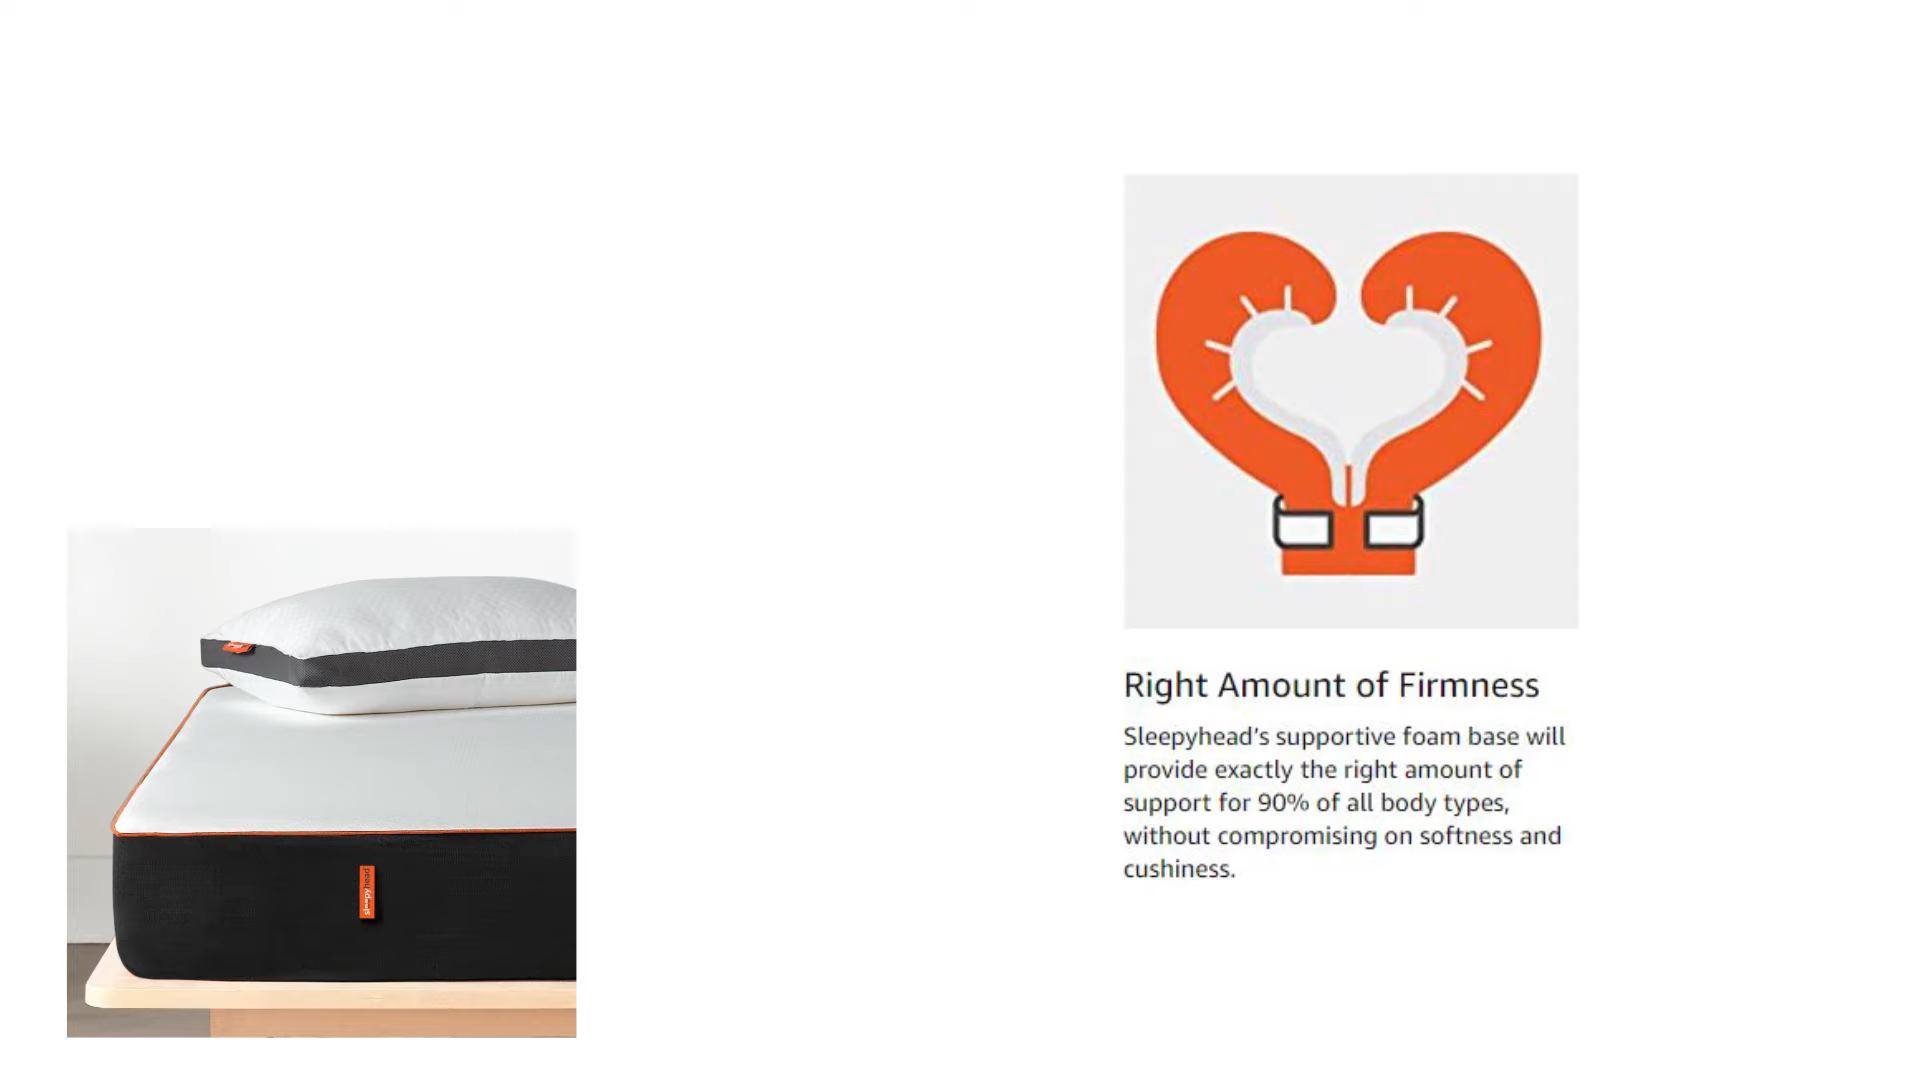 sleepyhead
Right Amount of Firmness
Sleepyhead's supportive foam base will
provide exactly the right amount of
support for 90% of all body types,
without compromising on softness and
cushiness.